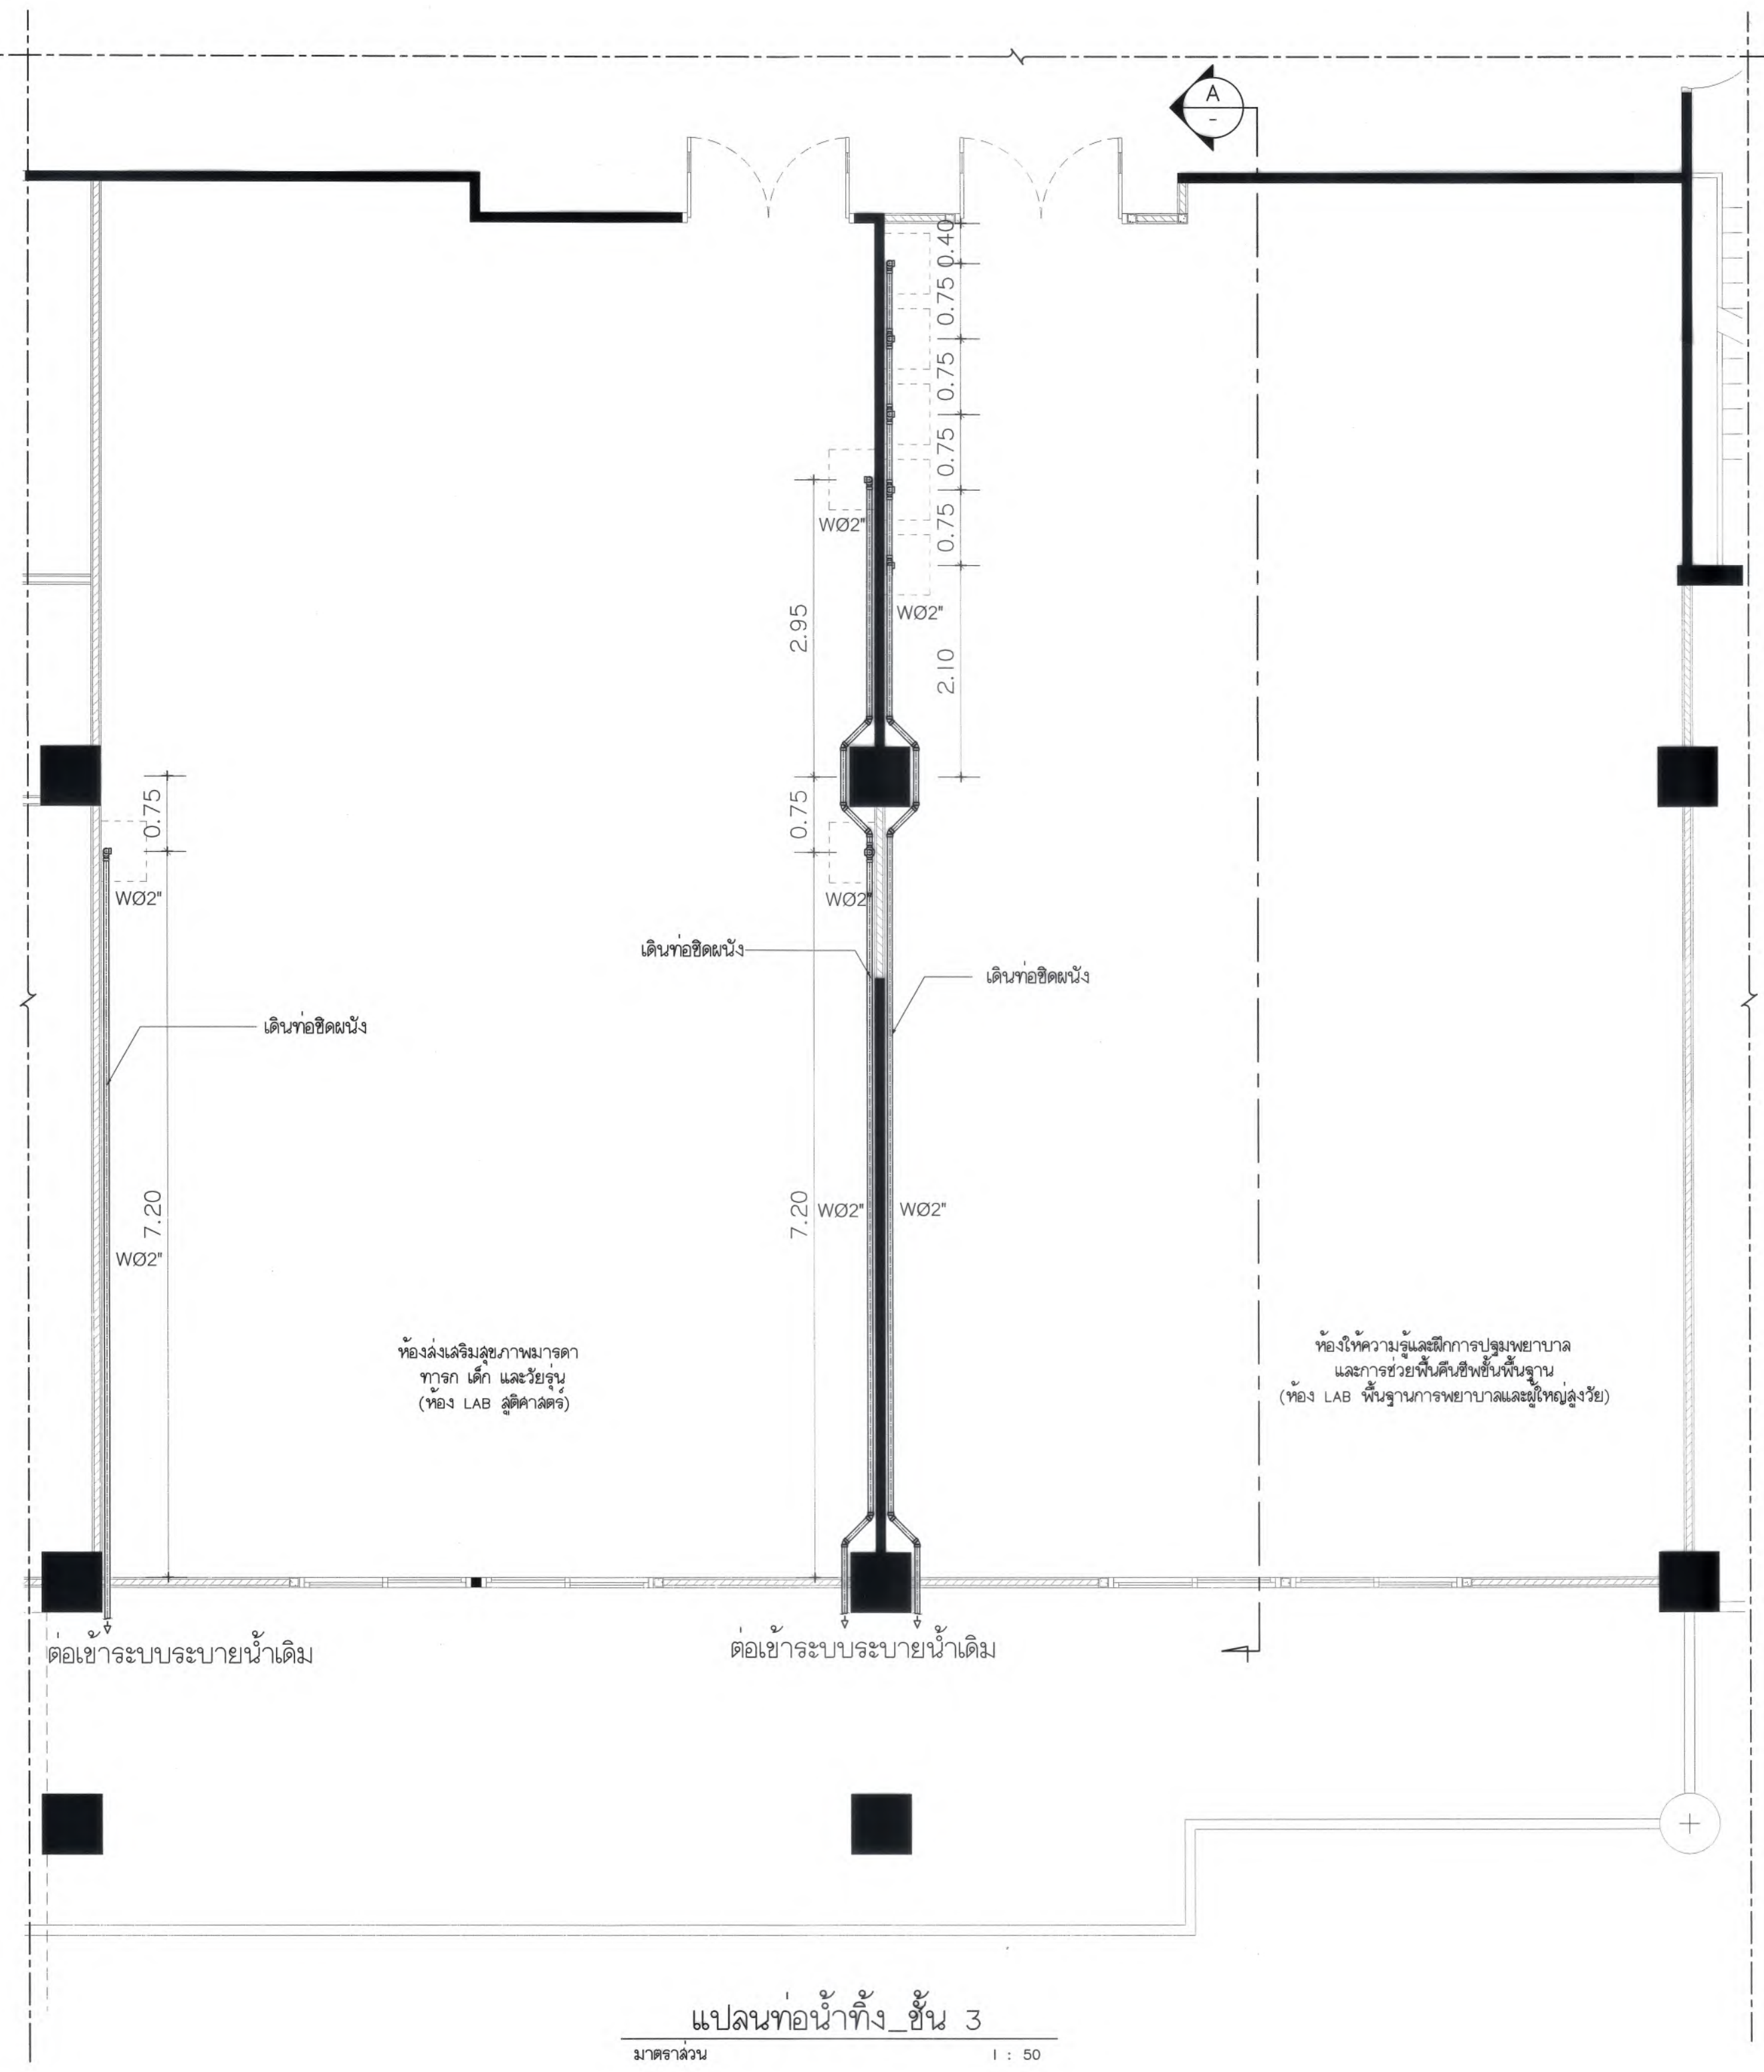 A
-
0.40
0.75
0.75
0.75
0.75
2.10
WØ2"
WØ2"
2.95
0.75
WØ2"
0.75
WØ2"
เดินท่อชิดผนัง
เดินท่อชิดผนัง
เดินท่อชิดผนัง
7.20
WØ2"
7.20
WØ2"
WØ2"
ห้องส่งเสริมสุขภาพมารดา
ทารก เด็ก และวัยรุ่น
(ห้อง LAB สูติศาสตร์)
ห้องให้ความรู้และฝึกการปฐมพยาบาล
และการช่วยฟื้นคืนชีพขั้นพื้นฐาน
(ห้อง LAB พื้นฐานการพยาบาลและผู้ใหญ่สูงวัย)
ต่อเข้าระบบระบายน้ำเดิม
ต่อเข้าระบบระบายน้ำเดิม
แปลนท่อน้ำทิ้ง_ชั้น 3
มาตราส่วน 1 : 50